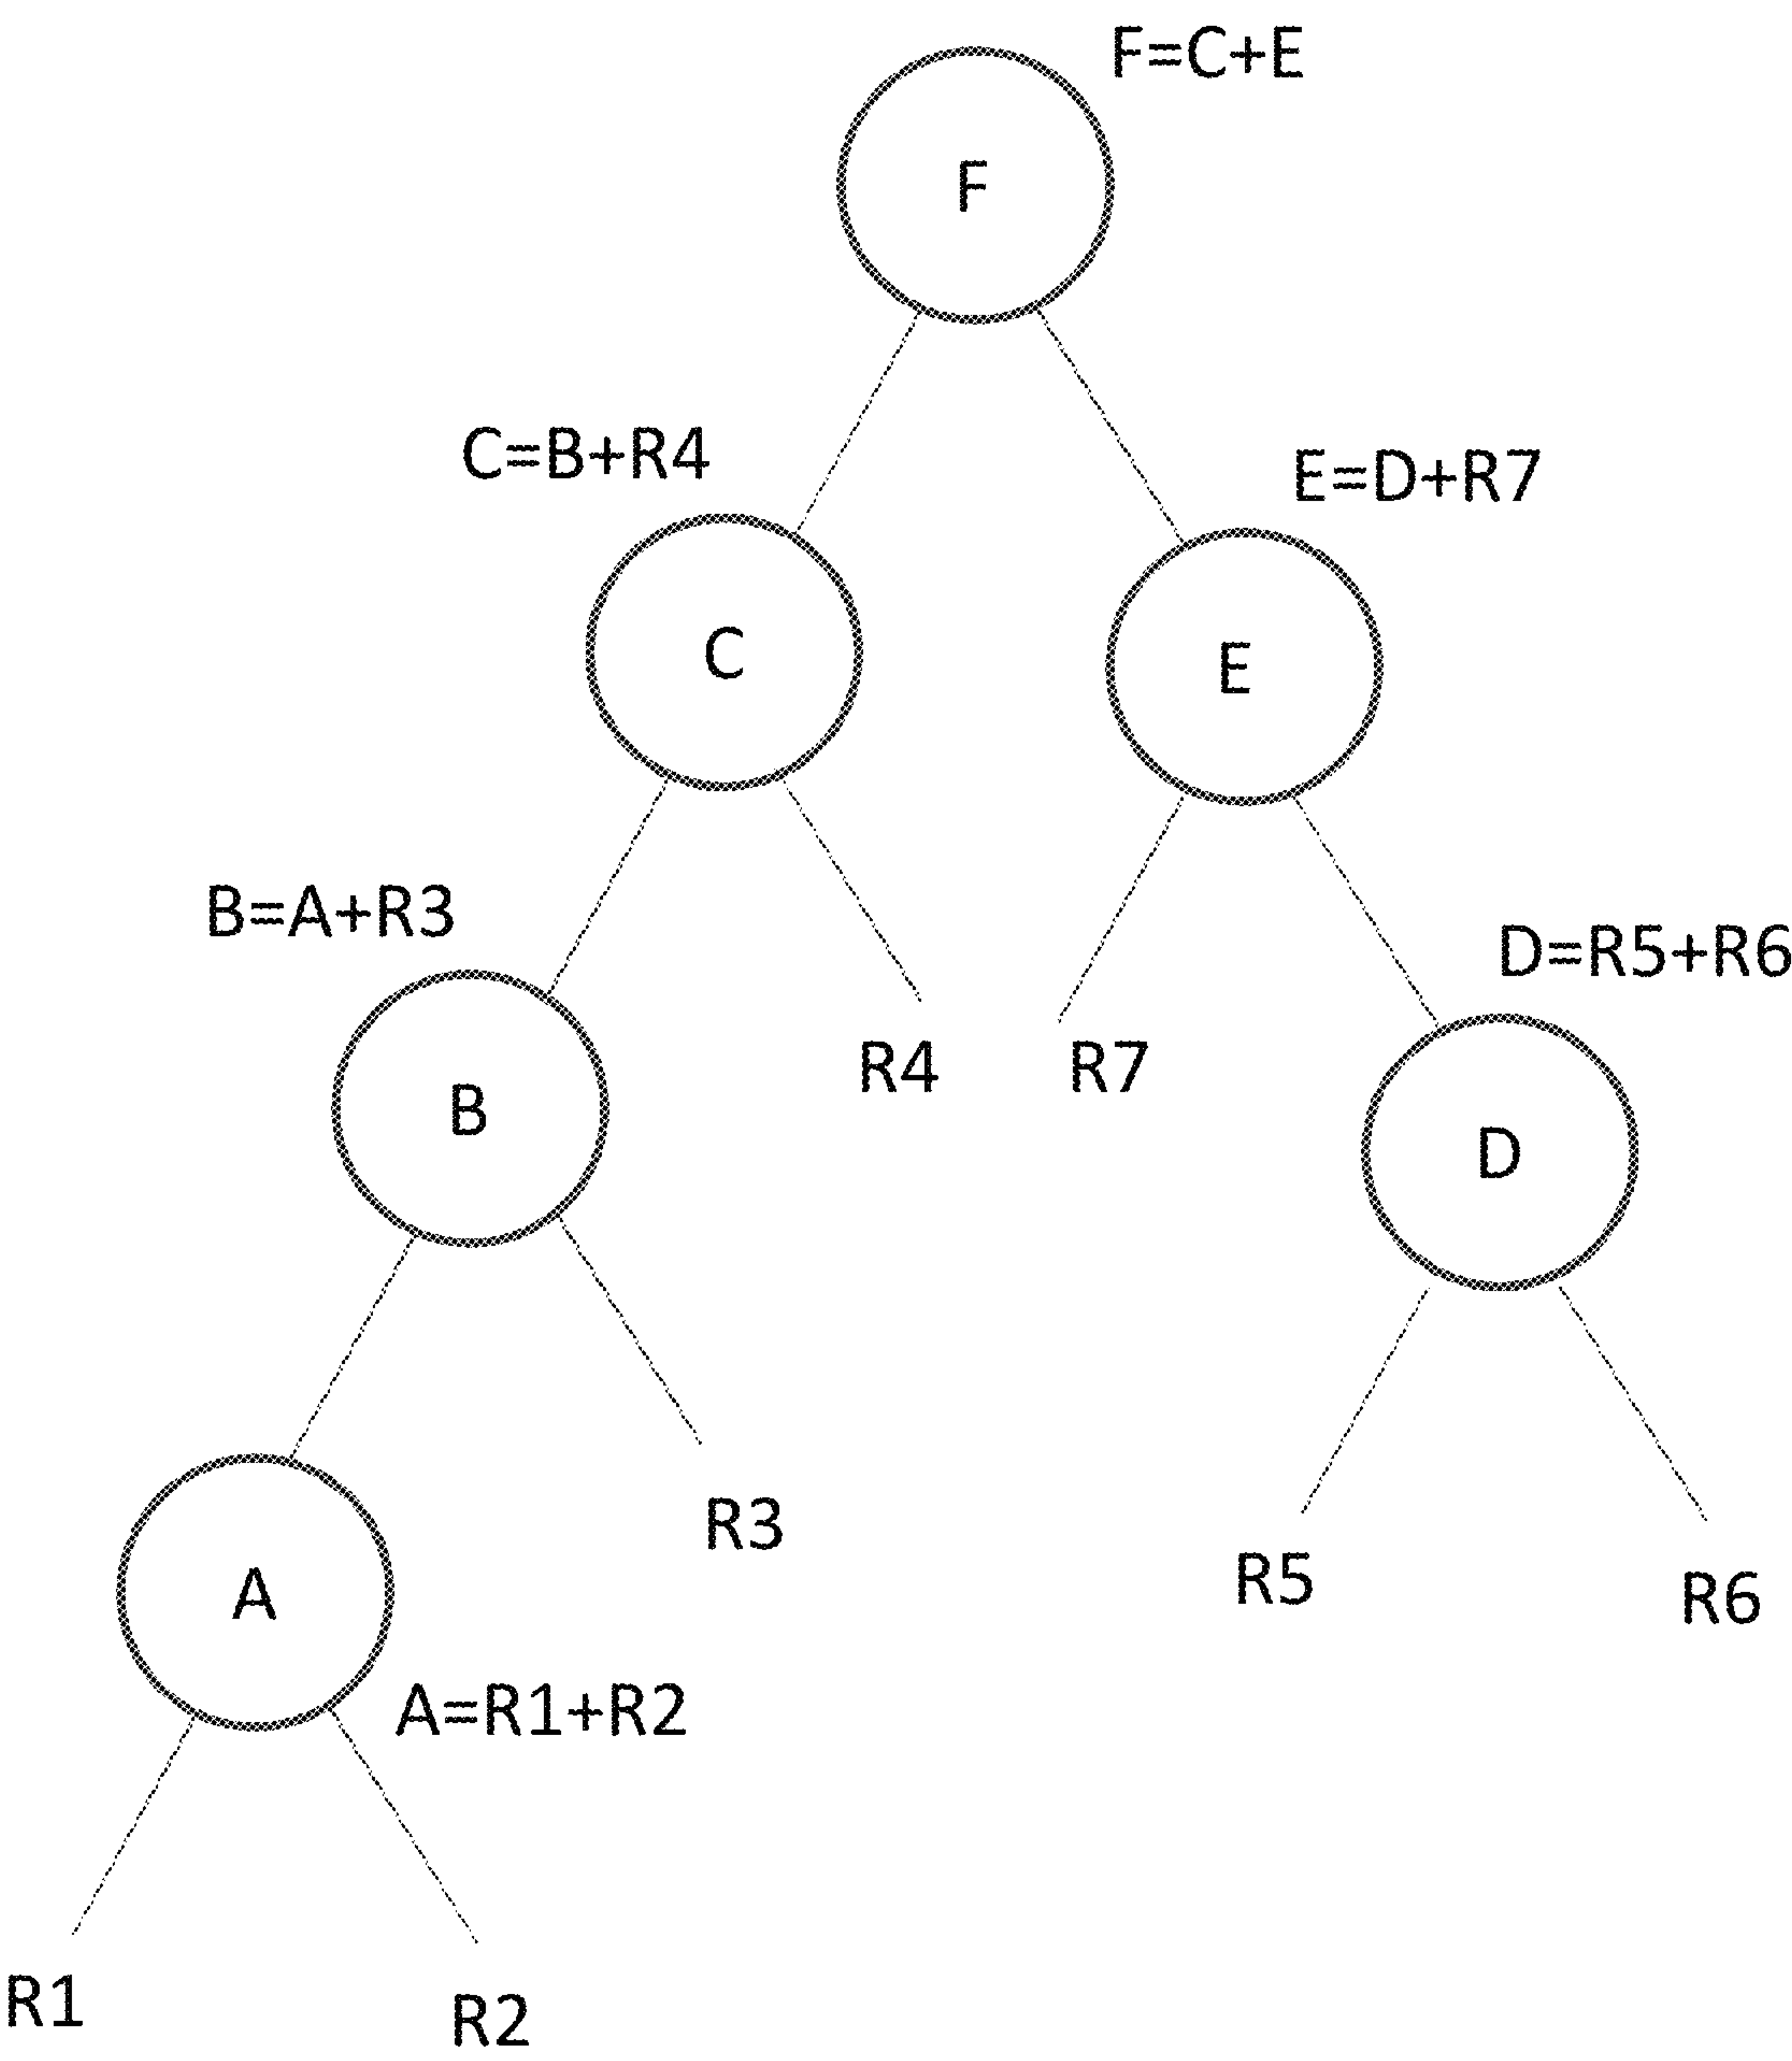 F=C+E
F
C=B+R4
E=D+R7
C
E
B=A+R3
D=R5+R6
R4
R7
B
D
R3
R5
R6
A
A=R1+R2
R1
R2